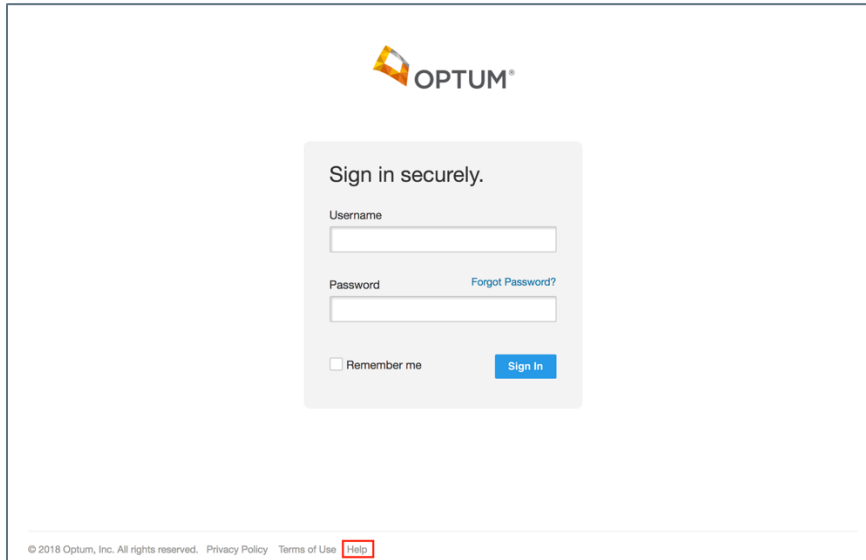 OPTUM®
Sign in securely.
Username
Password Forgot Password?
Remember me Sign In
© 2018 Optum, Inc. All rights reserved. Privacy Policy Terms of Use Help